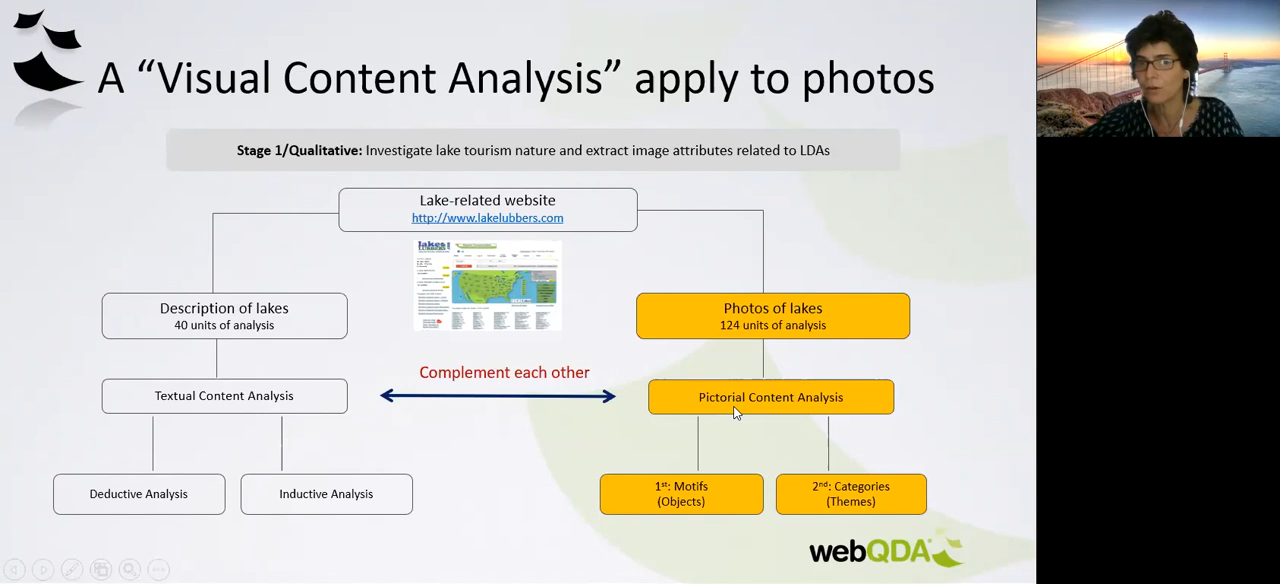 A “Visual Content Analysis” apply to photos
Stage 1/Qualitative: Investigate lake tourism nature and extract image attributes related to LDAs
Lake-related website
http://www.lakelubbers.com
Description of lakes
40 units of analysis
Photos of lakes
124 units of analysis
Complement each other
Textual Content Analysis
Pictorial Content Analysis
Deductive Analysis
Inductive Analysis
1st: Motifs
(Objects)
2nd: Categories
(Themes)
webQDA